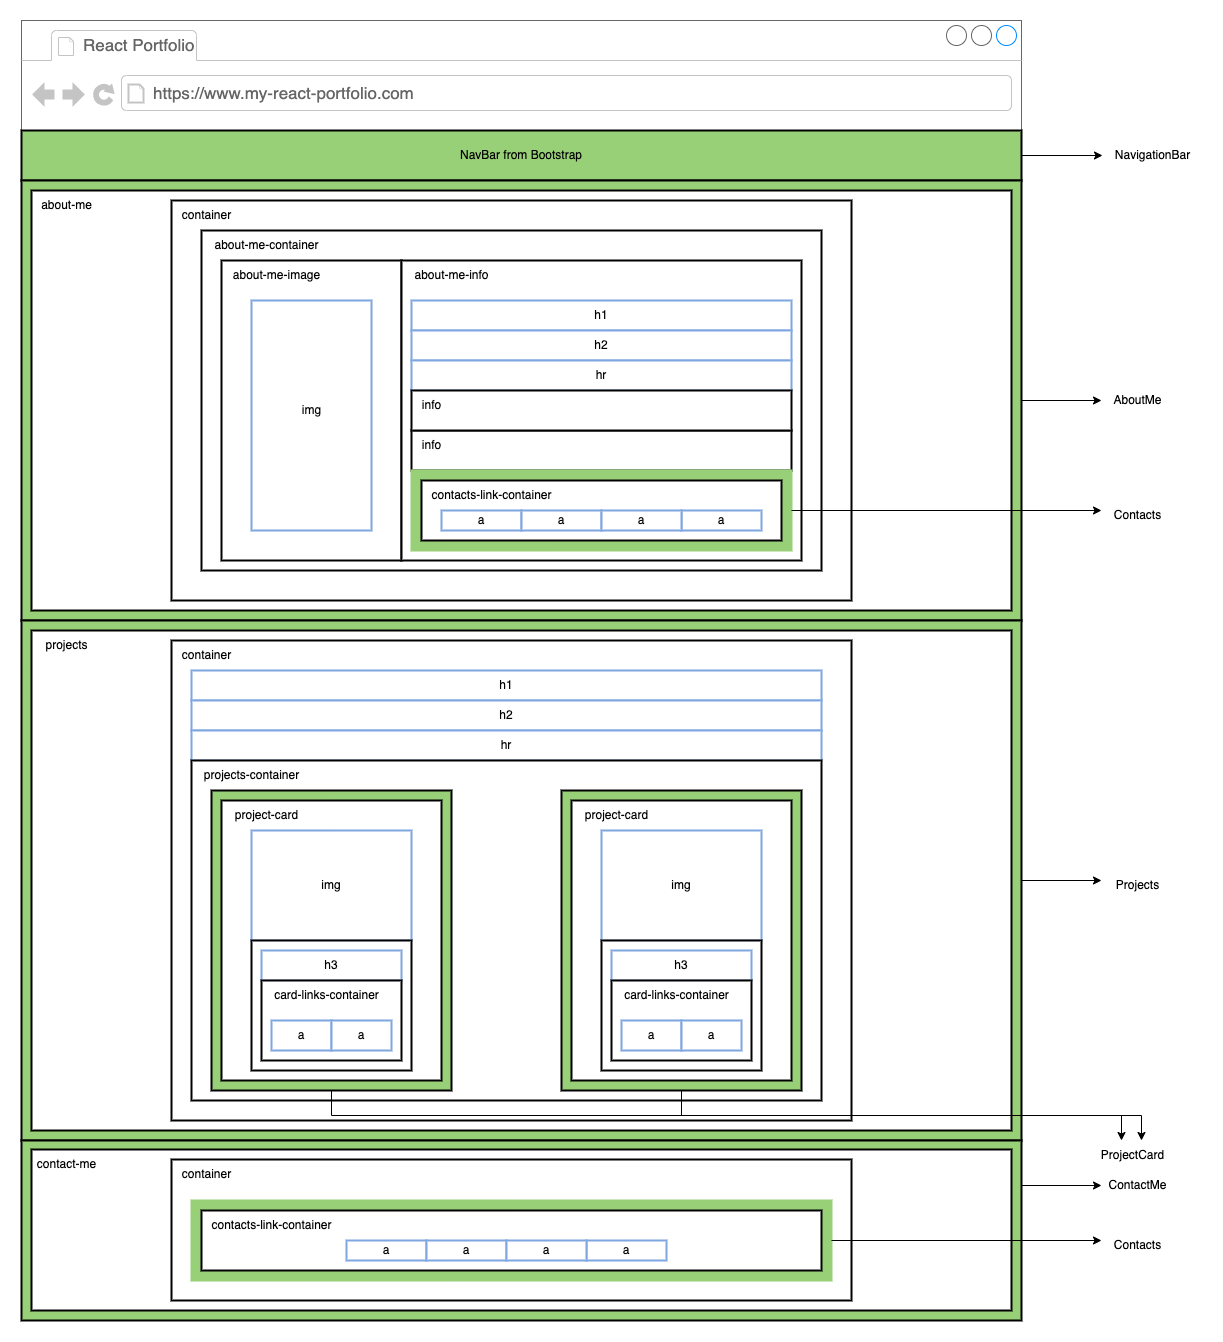 React Portfolio
https://www.my-react-portfolio.com
NavBar from Bootstrap
NavigationBar
about-me
container
about-me-container
about-me-image
about-me-info
h1
h2
hr
img
info
info
AboutMe
contacts-link-container
a a a a
Contacts
projects
container
h1
h2
hr
projects-container
project-card
project-card
img
img
Projects
h3
h3
card-links-container
card-links-container
a a
a a
ProjectCard
contact-me
container
ContactMe
contacts-link-container
a a a a
Contacts